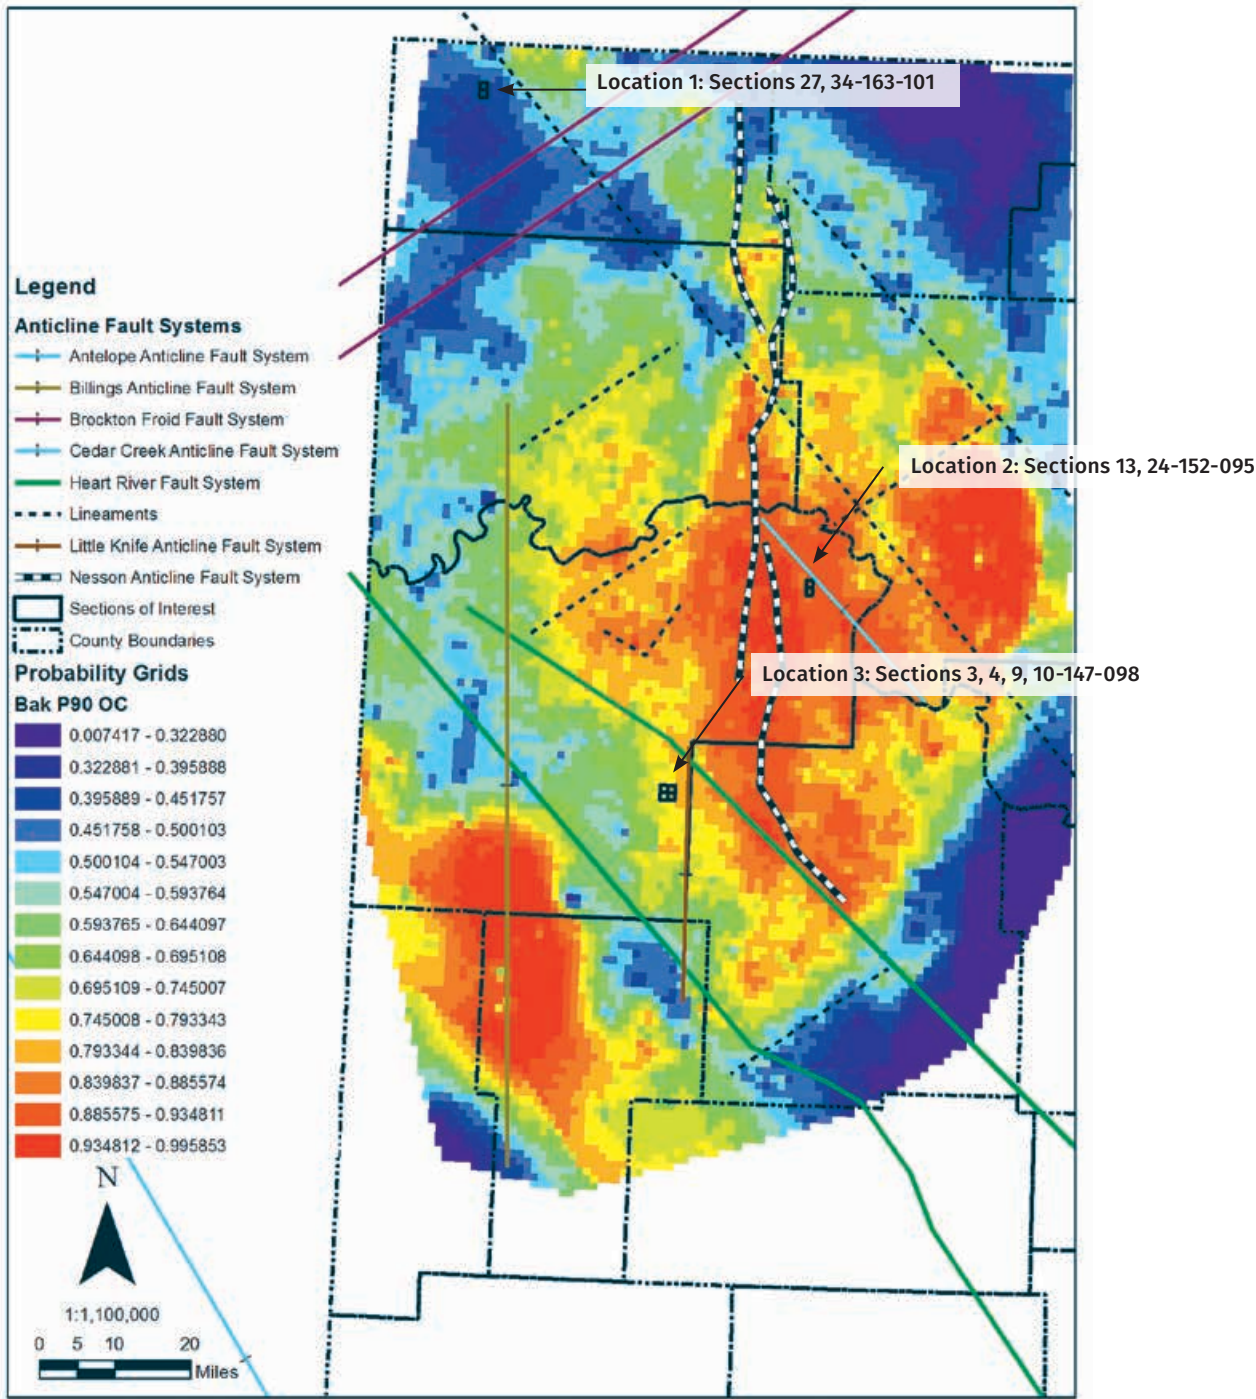 Location 1: Sections 27, 34-163-101
Legend
Anticline Fault Systems
Antelope Anticline Fault System
Billings Anticline Fault System
Brockton Froid Fault System
Cedar Creek Anticline Fault System
Heart River Fault System
Lineaments
Little Knife Anticline Fault System
Nesson Anticline Fault System
Sections of Interest
County Boundaries
Location 2: Sections 13, 24-152-095
Location 3: Sections 3, 4, 9, 10-147-098
Probability Grids
Bak P90 OC
0.007417 - 0.322880
0.322881 - 0.395888
0.395889 - 0.451757
0.451758 - 0.500103
0.500104 - 0.547003
0.547004 - 0.593764
0.593765 - 0.644097
0.644098 - 0.695108
0.695109 - 0.745007
0.745008 - 0.793343
0.793344 - 0.839836
0.839837 - 0.885574
0.885575 - 0.934811
0.934812 - 0.995853
N
1:1,100,000
0 5 10 20
Miles